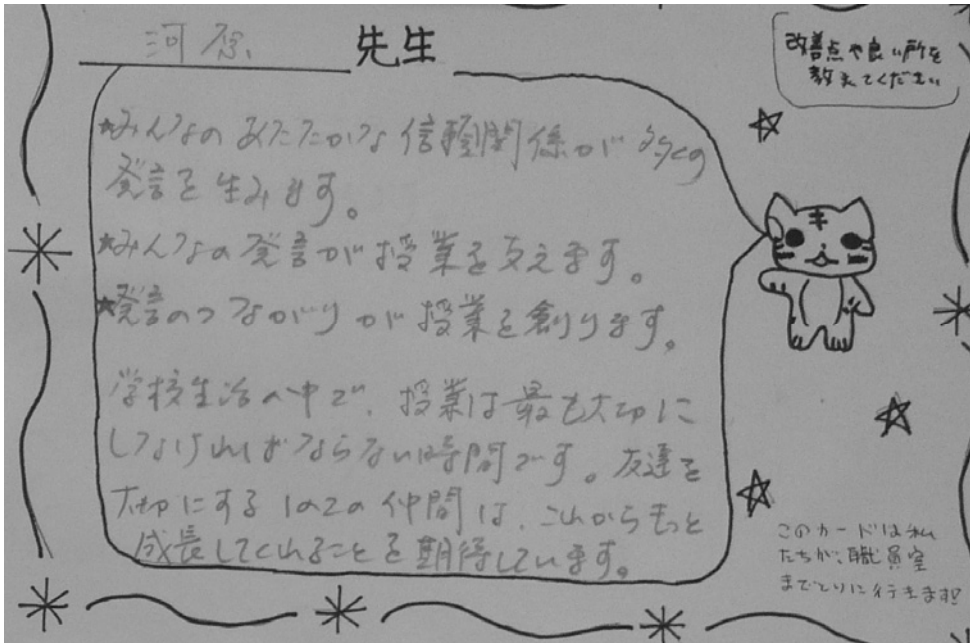 河原 先生
改善点や良い所を
教えてください
★みんなのあたたかな信頼関係が多くの
発言を生みます。
★みんなの発言が授業を支えます。
★発言のつながりが授業を創ります。
学校生活の中で、授業は最も大切に
しなければならない時間です。友達を
大切にする1の2の仲間は、これからもっと
成長してくれることを期待しています。
このカードは私
たちが、職員室
までとりに行きます!